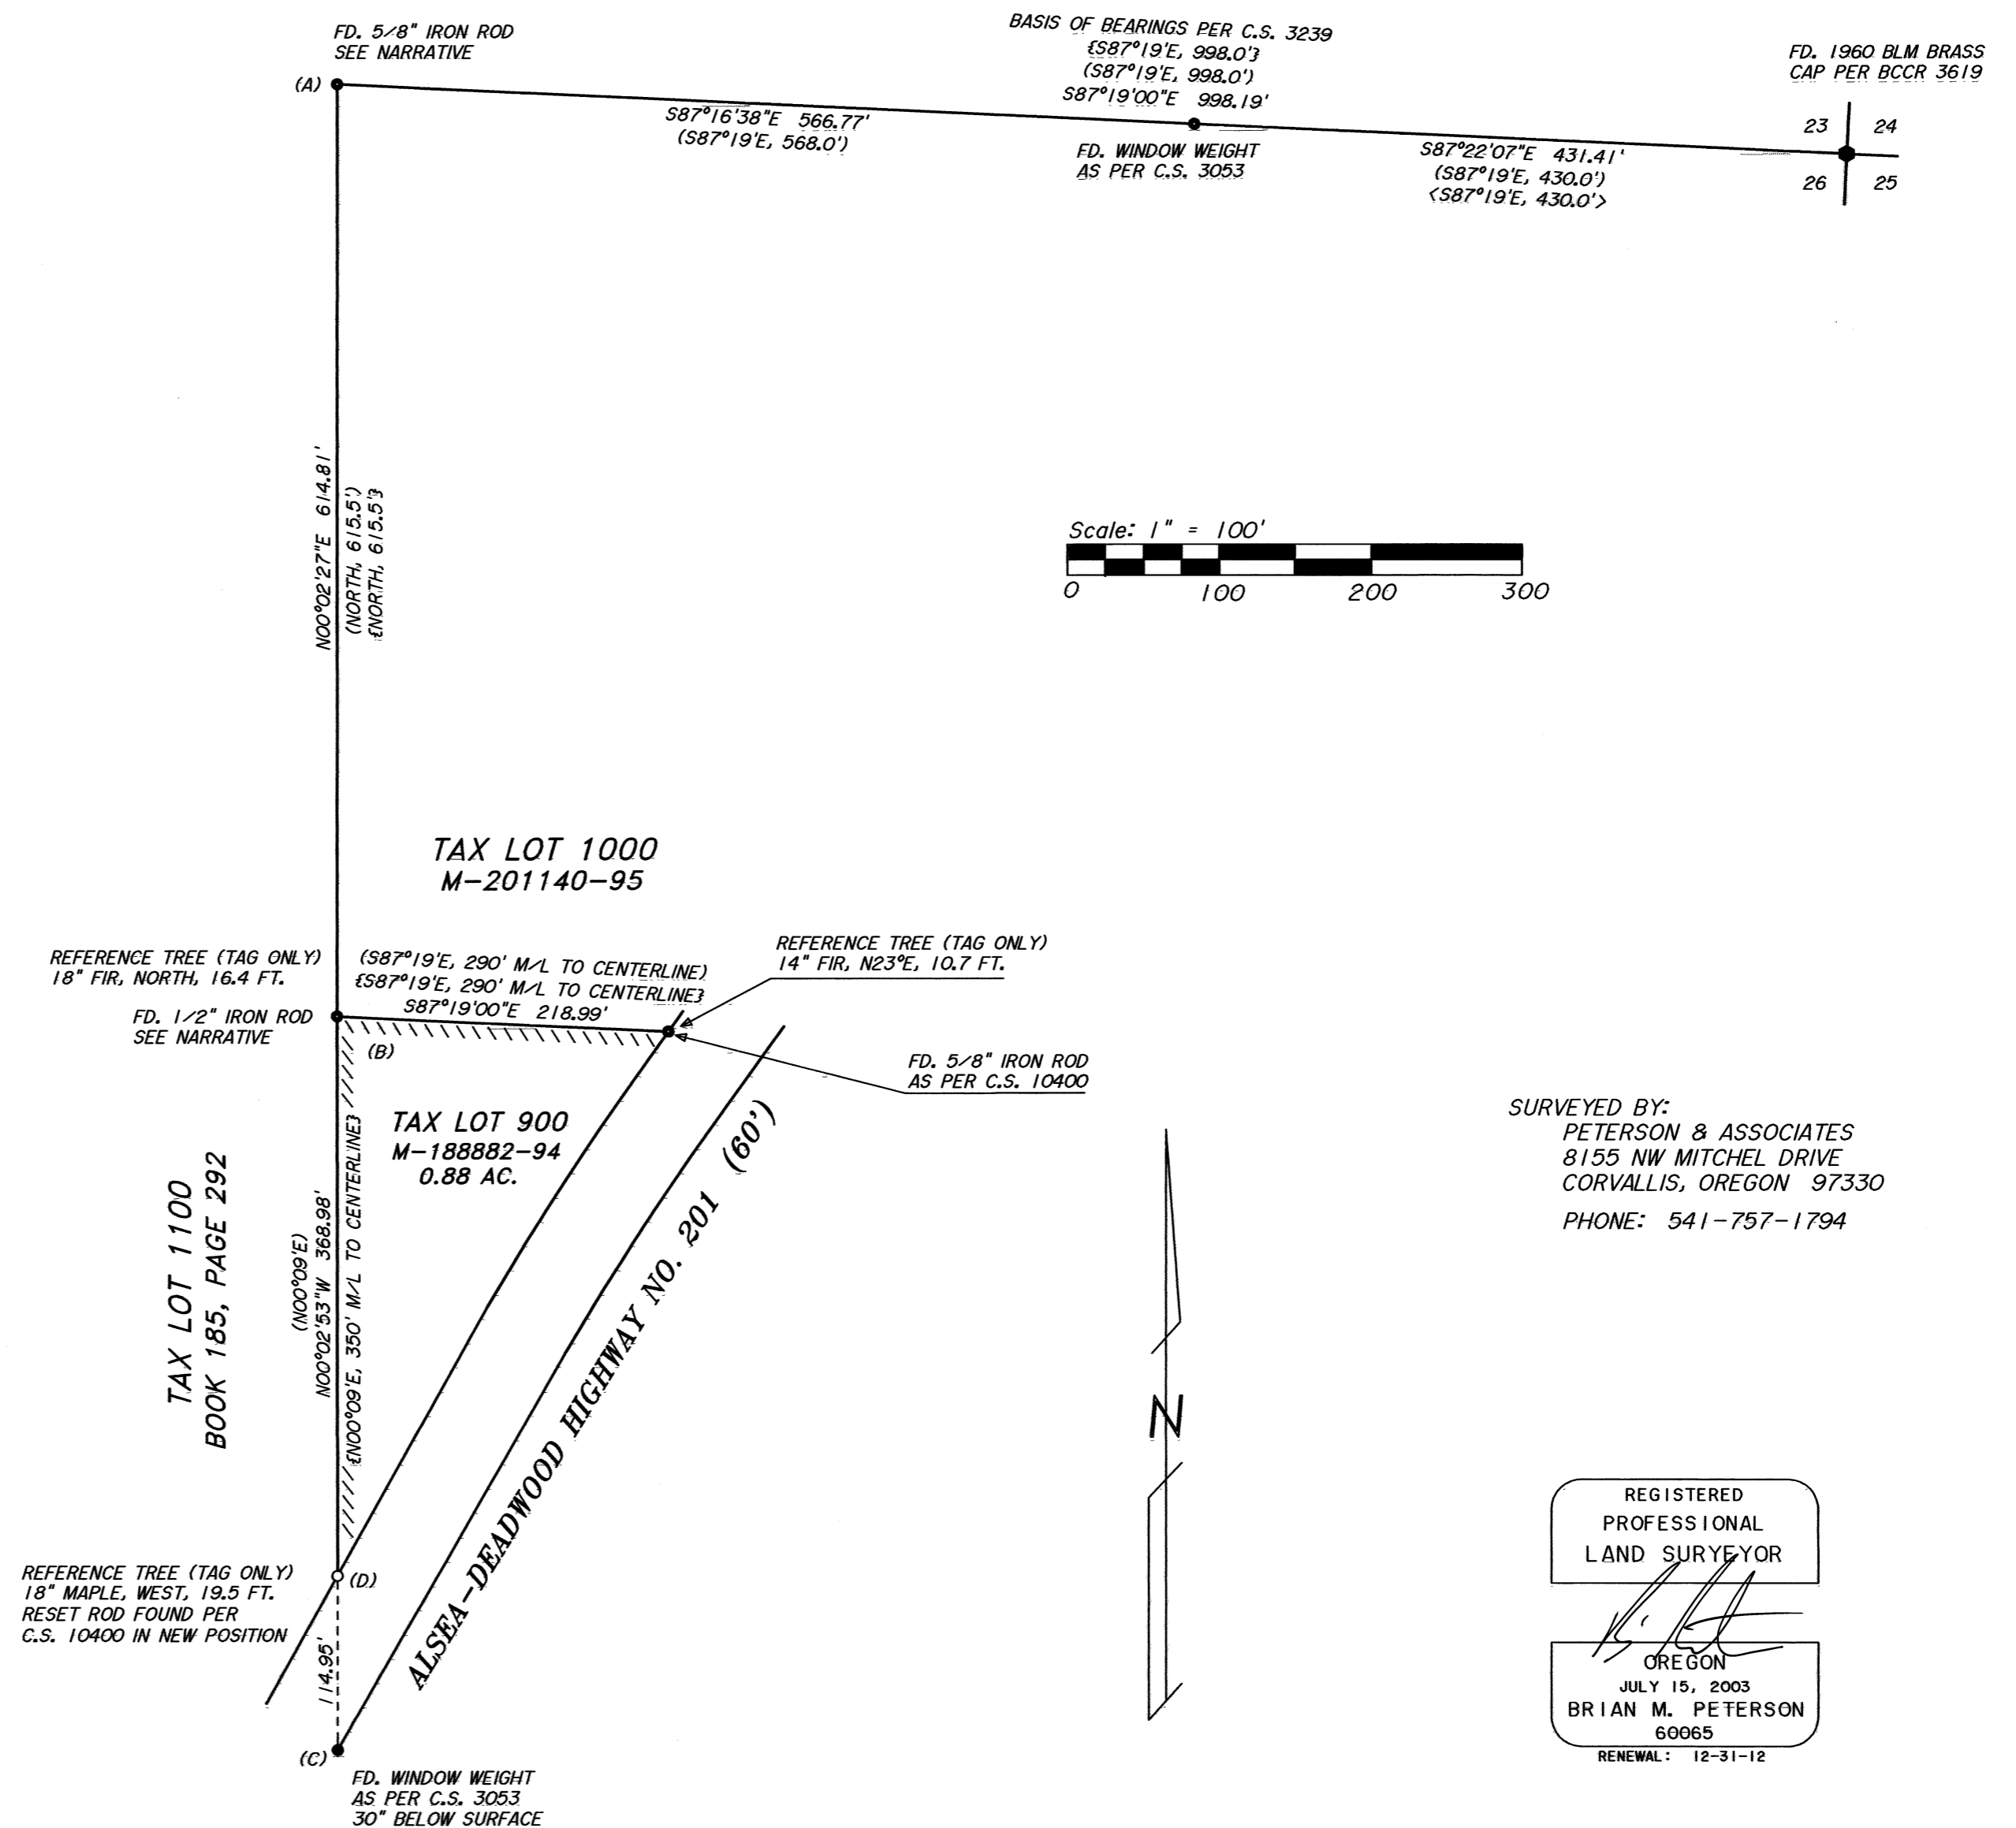 FD. 5/8" IRON ROD
SEE NARRATIVE
(A)
BASIS OF BEARINGS PER C.S. 3239
{S87°19'E, 998.0'}
(S87°19'E, 998.0')
S87°19'00"E 998.19'
FD. 1960 BLM BRASS
CAP PER BCCR 3619
23 24
26 25
S87°16'38"E 566.77'
(S87°19'E, 568.0')
FD. WINDOW WEIGHT
AS PER C.S. 3053
S87°22'07"E 431.41'
(S87°19'E, 430.0')
<S87°19'E, 430.0'>
N00°02'27"E 614.81'
(NORTH, 615.5')
{NORTH, 615.5'}
Scale: 1" = 100'
0 100 200 300
TAX LOT 1000
M-201140-95
REFERENCE TREE (TAG ONLY)
18" FIR, NORTH, 16.4 FT.
(S87°19'E, 290' M/L TO CENTERLINE)
{S87°19'E, 290' M/L TO CENTERLINE}
S87°19'00"E 218.99'
REFERENCE TREE (TAG ONLY)
14" FIR, N23°E, 10.7 FT.
FD. 1/2" IRON ROD
SEE NARRATIVE
(B)
FD. 5/8" IRON ROD
AS PER C.S. 10400
TAX LOT 900
M-188882-94
0.88 AC.
TAX LOT 1100
BOOK 185, PAGE 292
(N00°09'E)
N00°02'53"W 368.98'
{N00°09'E, 350' M/L TO CENTERLINE}
ALSEA-DEADWOOD HIGHWAY NO. 201 (60')
SURVEYED BY:
PETERSON & ASSOCIATES
8155 NW MITCHEL DRIVE
CORVALLIS, OREGON 97330
PHONE: 541-757-1794
N
REFERENCE TREE (TAG ONLY)
18" MAPLE, WEST, 19.5 FT.
RESET ROD FOUND PER
C.S. 10400 IN NEW POSITION
(D)
114.95'
(C)
FD. WINDOW WEIGHT
AS PER C.S. 3053
30" BELOW SURFACE
REGISTERED
PROFESSIONAL
LAND SURVEYOR
OREGON
JULY 15, 2003
BRIAN M. PETERSON
60065
RENEWAL: 12-31-12